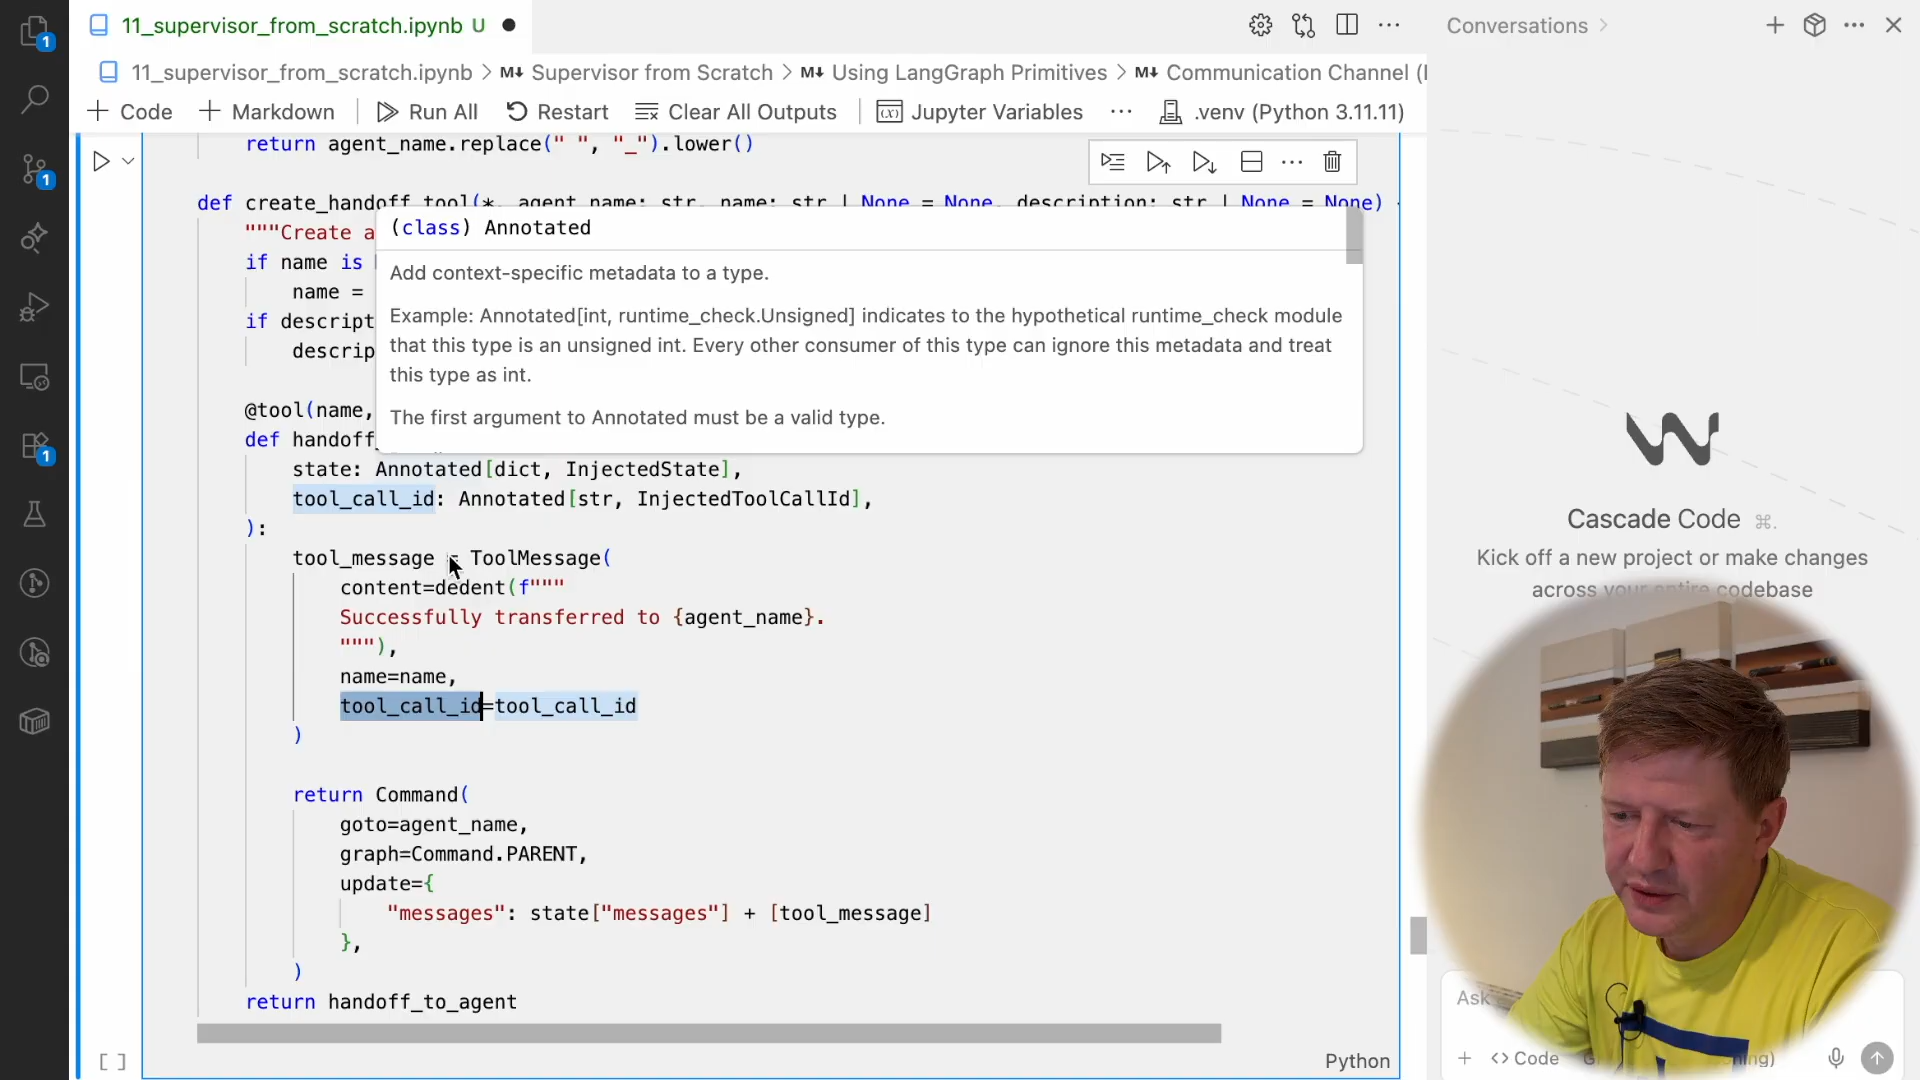 11_supervisor_from_scratch.ipynb U
Conversations
11_supervisor_from_scratch.ipynb > M↓ Supervisor from Scratch > M↓ Using LangGraph Primitives > M↓ Communication Channel (
+ Code + Markdown Run All Restart Clear All Outputs Jupyter Variables ... .venv (Python 3.11.11)
return agent_name.replace(" ", "_").lower()
def create_handoff_tool(*, agent_name: str, name: str | None = None, description: str | None = None)
"""Create a
if name is
name =
if descript
descrip
(class) Annotated
Add context-specific metadata to a type.
Example: Annotated[int, runtime_check.Unsigned] indicates to the hypothetical runtime_check module
that this type is an unsigned int. Every other consumer of this type can ignore this metadata and treat
this type as int.
The first argument to Annotated must be a valid type.
@tool(name,
def handoff
state: Annotated[dict, InjectedState],
tool_call_id: Annotated[str, InjectedToolCallId],
):
tool_message = ToolMessage(
content=dedent(f"""
Successfully transferred to {agent_name}.
"""),
name=name,
tool_call_id=tool_call_id
)
return Command(
goto=agent_name,
graph=Command.PARENT,
update={
"messages": state["messages"] + [tool_message]
},
)
return handoff_to_agent
[ ]
Python
Cascade Code ⌘.
Kick off a new project or make changes
across your entire codebase
Ask
+ <> Code
1
1
1